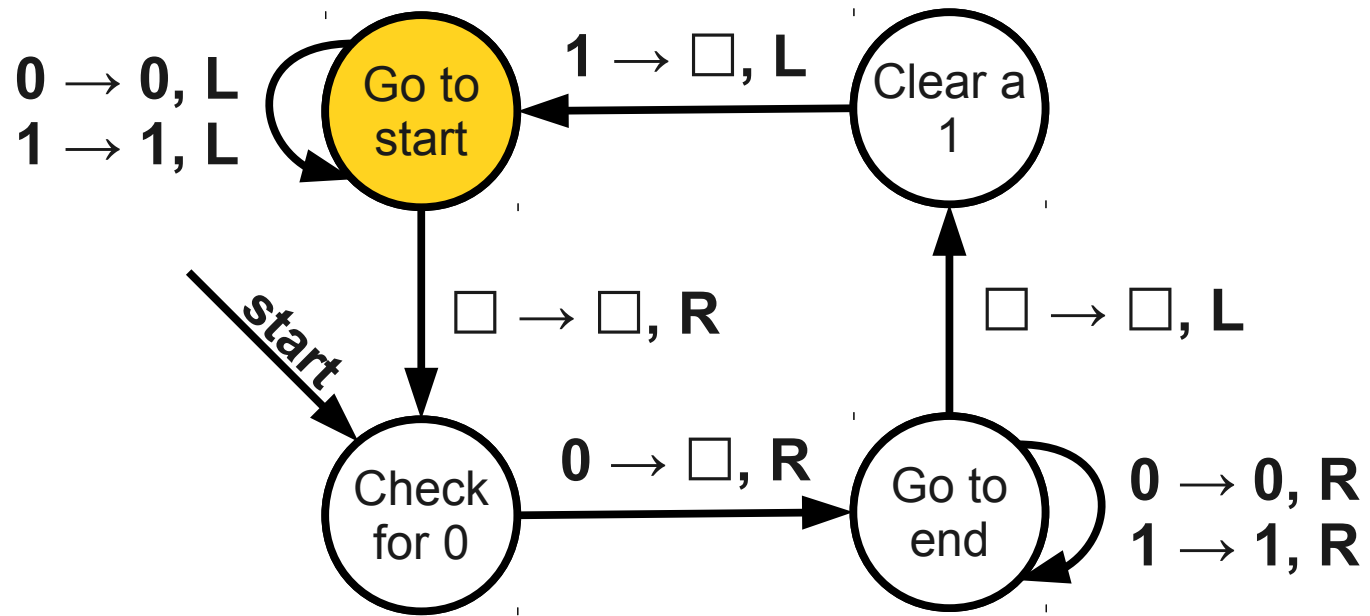 0 → 0, L
1 → 1, L
Go to
start
1 → □, L
Clear a
1
□ → □, R
□ → □, L
start
Check
for 0
0 → □, R
Go to
end
0 → 0, R
1 → 1, R